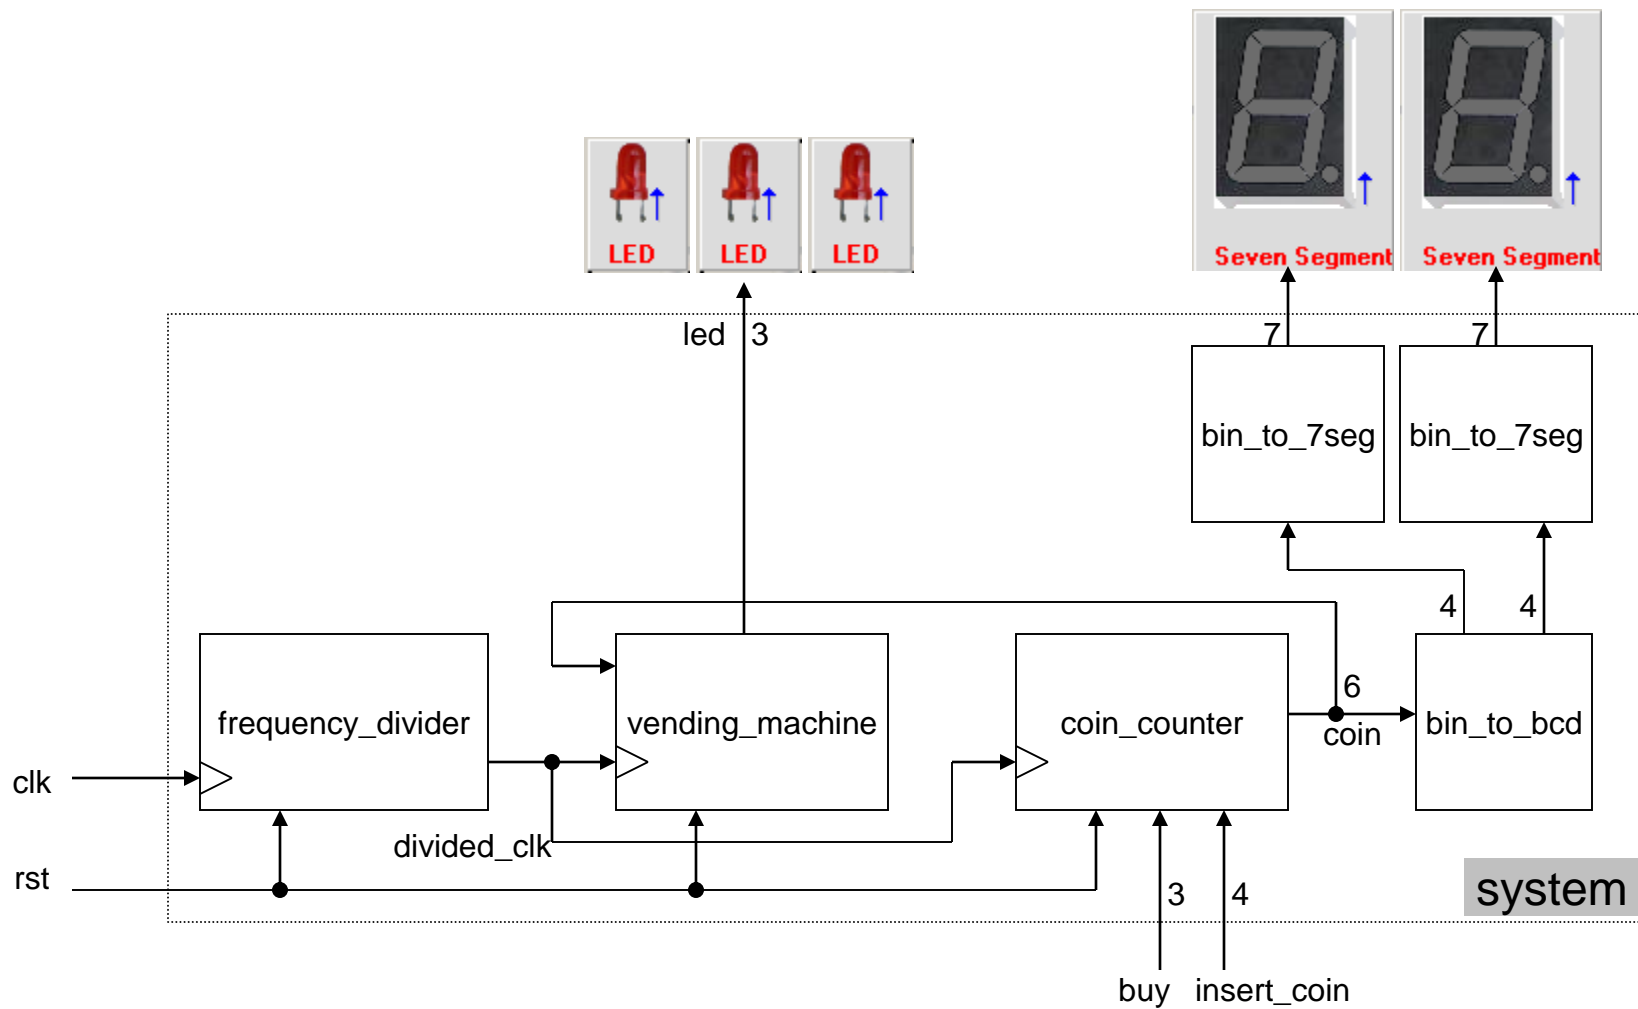 Seven Segment
Seven Segment
LED
LED
LED
led
3
7
7
bin_to_7seg
bin_to_7seg
4
4
frequency_divider
vending_machine
coin_counter
6
coin
bin_to_bcd
clk
divided_clk
rst
3
4
system
buy
insert_coin